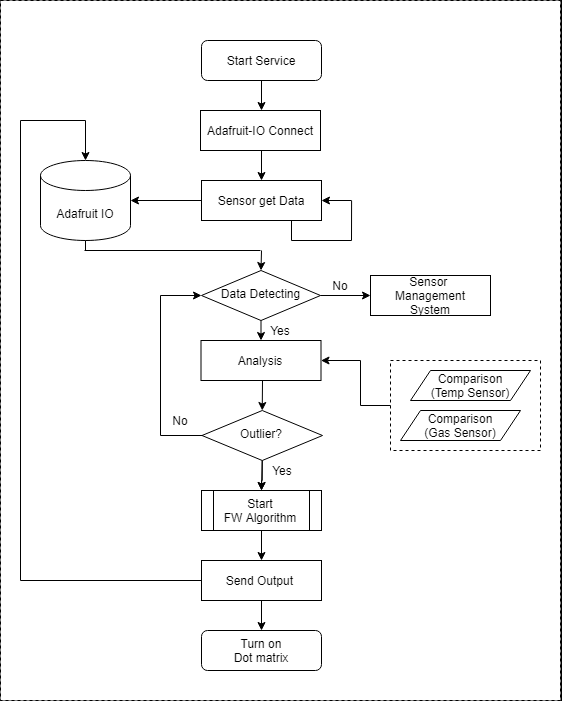 Start Service
Adafruit-IO Connect
Sensor get Data
Adafruit IO
Data Detecting
No
Sensor
Management
System
Yes
Analysis
Comparison
(Temp Sensor)
Comparison
(Gas Sensor)
No
Outlier?
Yes
Start
FW Algorithm
Send Output
Turn on
Dot matrix